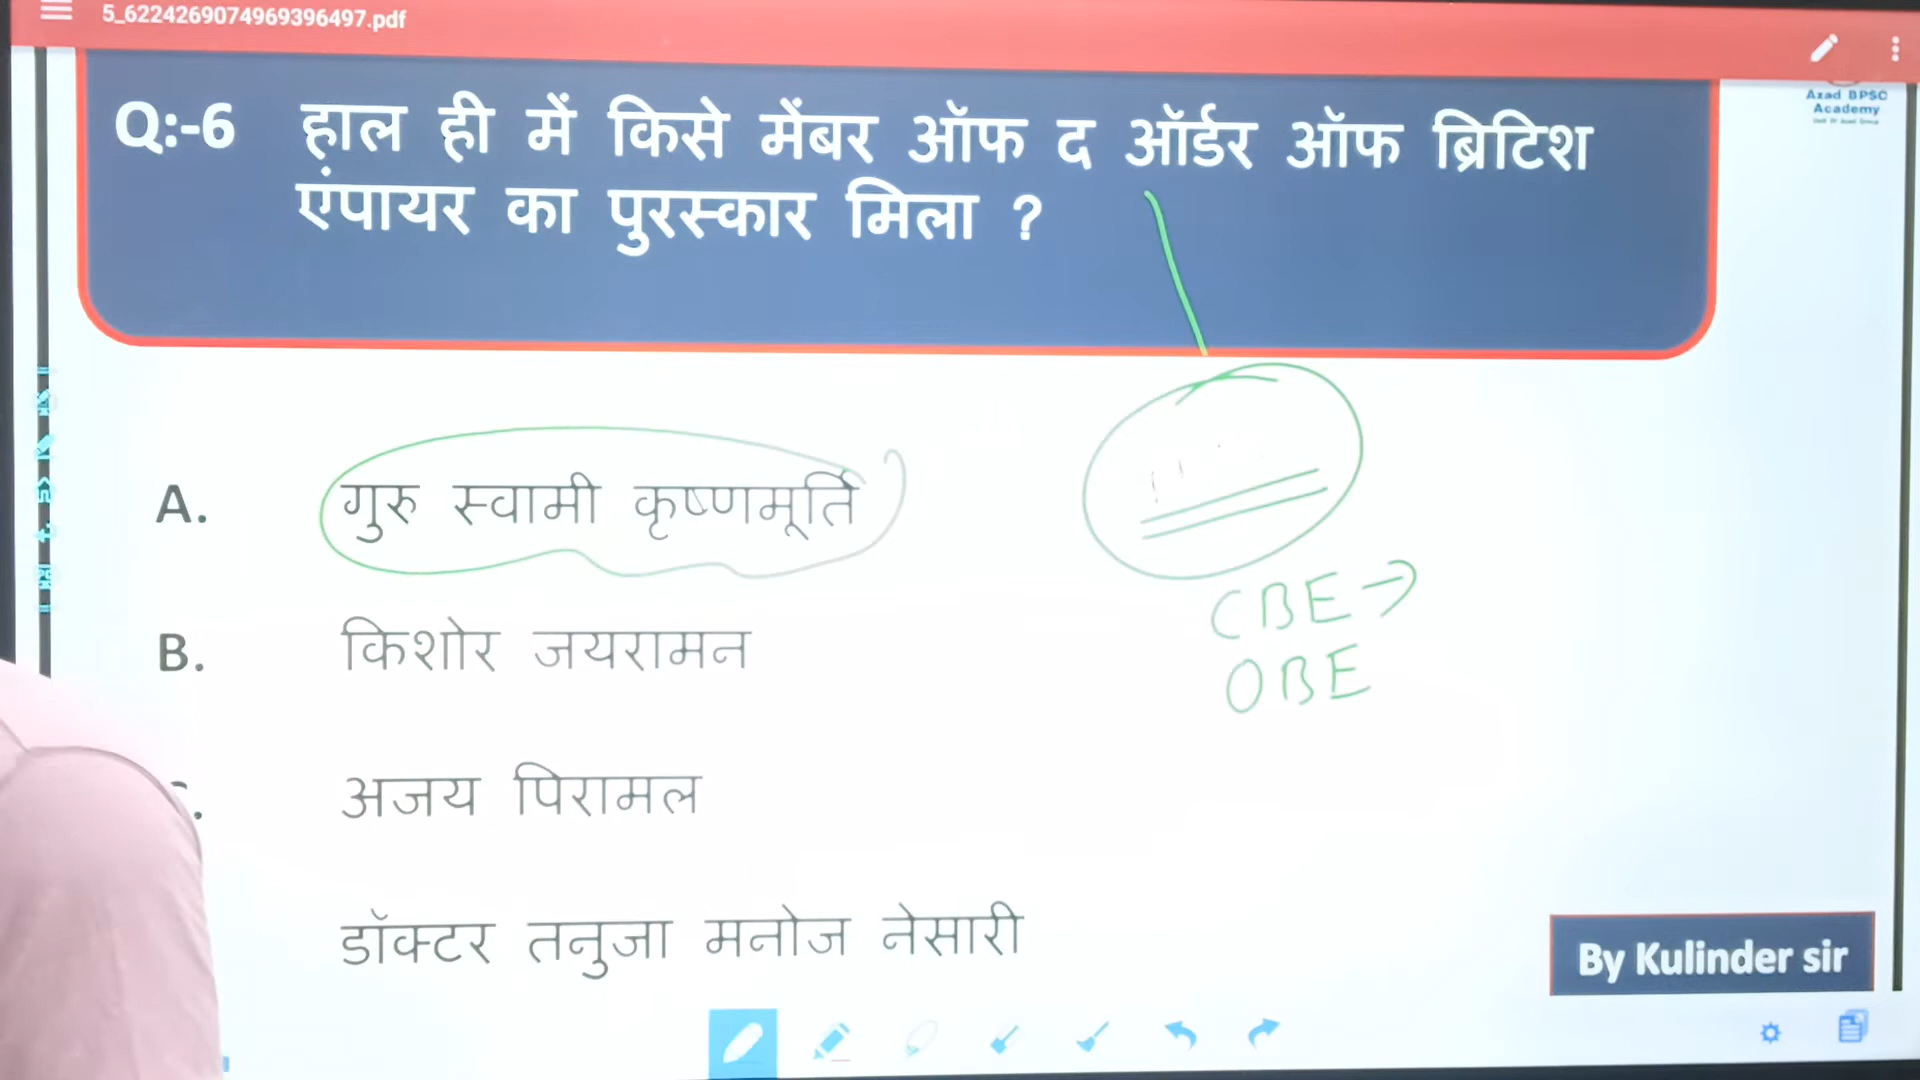 5_6224269074969396497.pdf
Azad BPSC
Academy
Q:-6 हाल ही में किसे मेंबर ऑफ द ऑर्डर ऑफ ब्रिटिश
एंपायर का पुरस्कार मिला ?
A. गुरु स्वामी कृष्णमूर्ति
CBE→
OBE
B. किशोर जयरामन
अजय पिरामल
डॉक्टर तनुजा मनोज नेसारी
By Kulinder sir